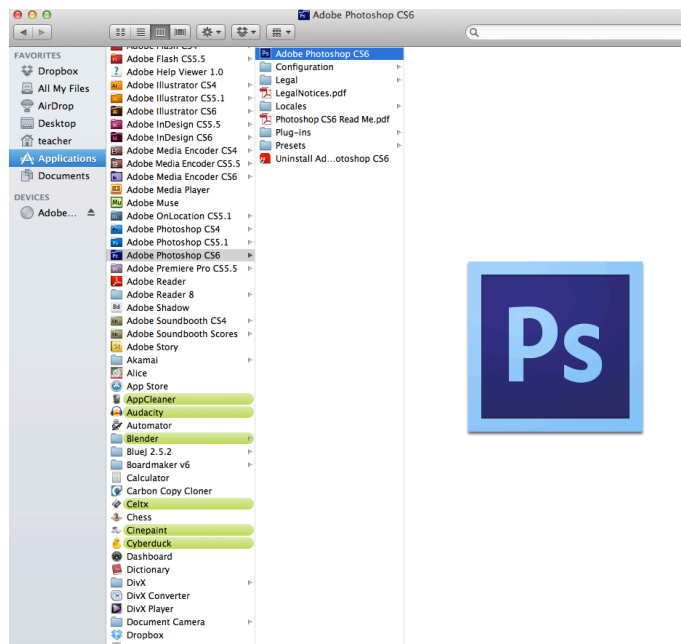 Adobe Photoshop CS6
FAVORITES
Dropbox
All My Files
AirDrop
Desktop
teacher
Applications
Documents
DEVICES
Adobe...
Adobe Flash CS4
Adobe Flash CS5.5
Adobe Help Viewer 1.0
Adobe Illustrator CS4
Adobe Illustrator CS5.1
Adobe Illustrator CS6
Adobe InDesign CS5.5
Adobe InDesign CS6
Adobe Media Encoder CS4
Adobe Media Encoder CS5.5
Adobe Media Encoder CS6
Adobe Media Player
Adobe Muse
Adobe OnLocation CS5.1
Adobe Photoshop CS4
Adobe Photoshop CS5.1
Adobe Photoshop CS6
Adobe Premiere Pro CS5.5
Adobe Reader
Adobe Reader 8
Adobe Shadow
Adobe Soundbooth CS4
Adobe Soundbooth Scores
Adobe Story
Akamai
Alice
App Store
AppCleaner
Audacity
Automator
Blender
BlueJ 2.5.2
Boardmaker v6
Calculator
Carbon Copy Cloner
Celtx
Chess
Cinepaint
Cyberduck
Dashboard
Dictionary
DivX
DivX Converter
DivX Player
Document Camera
Dropbox
Adobe Photoshop CS6
Configuration
Legal
LegalNotices.pdf
Locales
Photoshop CS6 Read Me.pdf
Plug-ins
Presets
Uninstall Ad...otoshop CS6
Ps